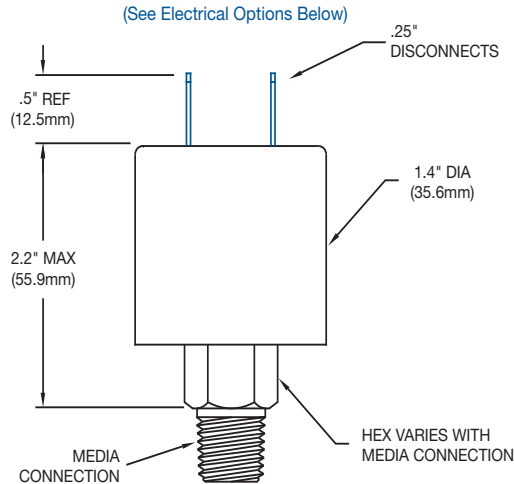 (See Electrical Options Below)
.25"
DISCONNECTS
.5" REF
(12.5mm)
1.4" DIA
(35.6mm)
2.2" MAX
(55.9mm)
HEX VARIES WITH
MEDIA CONNECTION
MEDIA
CONNECTION